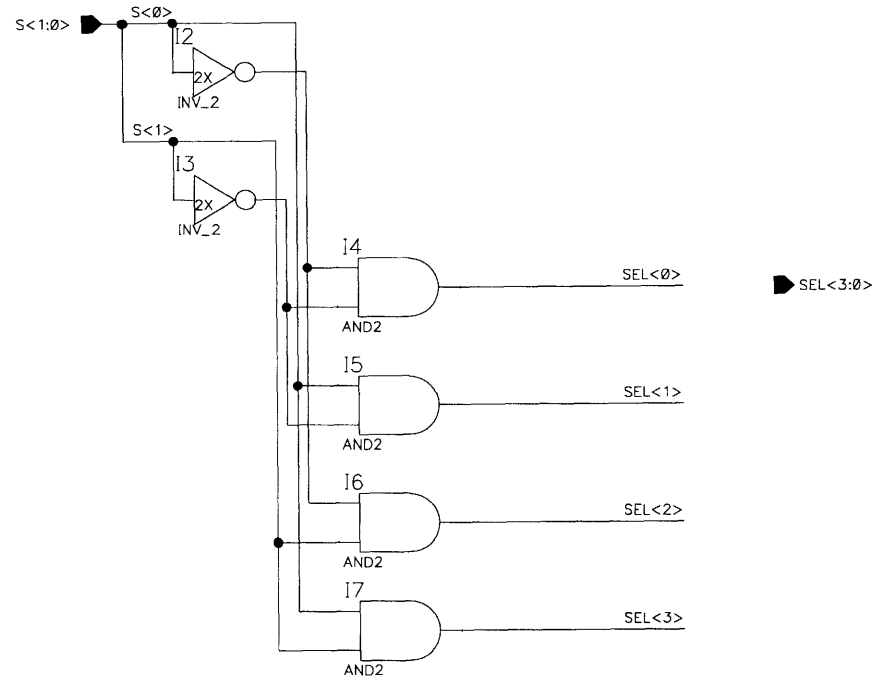 S<1:0>
S<0>
I2
2X
INV_2
S<1>
I3
2X
INV_2
I4
AND2
SEL<0>
SEL<3:0>
I5
AND2
SEL<1>
I6
AND2
SEL<2>
I7
AND2
SEL<3>